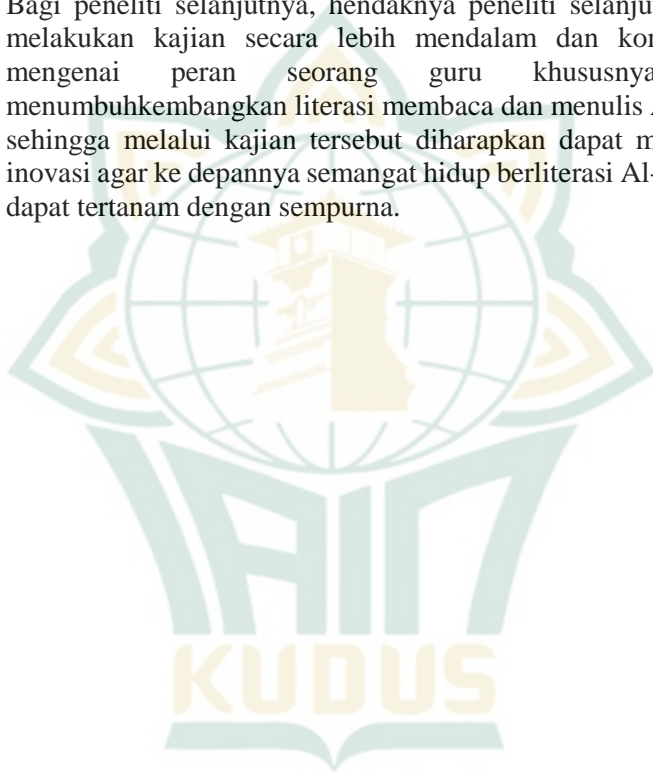 Bagi peneliti selanjutnya, hendaknya peneliti
melakukan kajian secara lebih mendalam dan
mengenai peran seorang guru khususnya
menumbuhkembangkan literasi membaca dan menulis
sehingga melalui kajian tersebut diharapkan dapat
inovasi agar ke depannya semangat hidup berliterasi Al-
dapat tertanam dengan sempurna.
IAIN
KUDUS